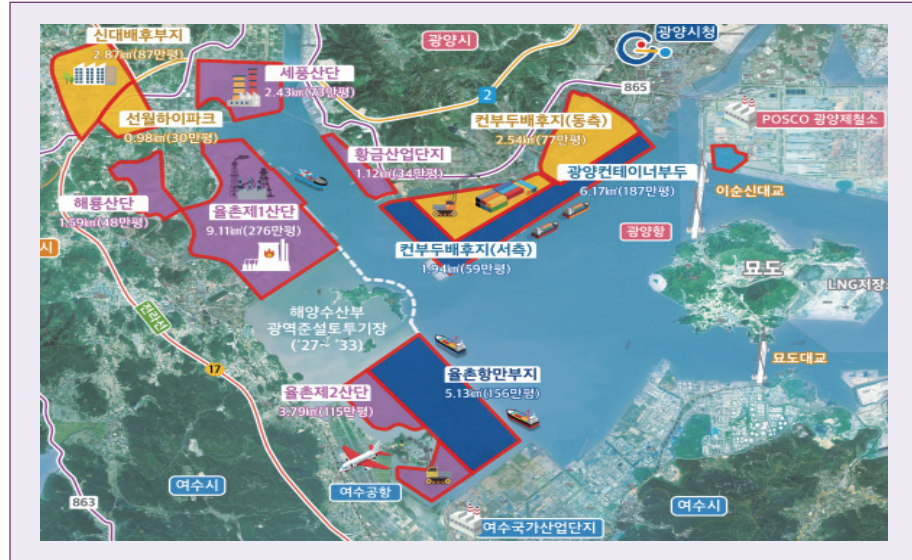 신대배후부지
2.87㎢(87만평)
세풍산단
2.43㎢(73만평)
선월하이파크
0.98㎢(30만평)
광양시
광양시청
865
2
컨부두배후지(동측)
2.54㎢(77만평)
POSCO 광양제철소
황금산업단지
1.12㎢(34만평)
광양컨테이너부두
6.17㎢(187만평)
이순신대교
해룡산단
1.59㎢(48만평)
율촌제1산단
9.11㎢(276만평)
시
컨부두배후지(서측)
1.94㎢(59만평)
광양항
묘도
LNG저장
해양수산부
광역준설토투기장
('27~ '33)
전라선
17
묘도대교
율촌제2산단
3.79㎢(115만평)
율촌항만부지
5.13㎢(156만평)
여수시
863
여수공항
여수국가산업단지
여수시